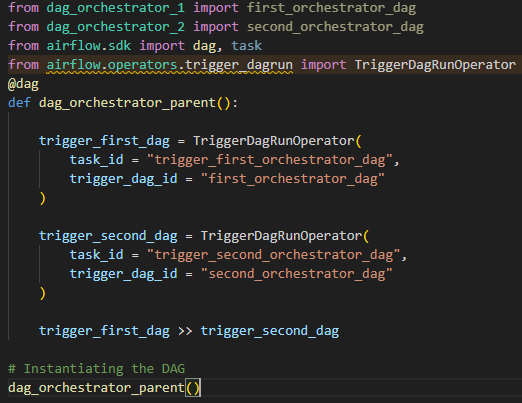 from dag_orchestrator_1 import first_orchestrator_dag
from dag_orchestrator_2 import second_orchestrator_dag
from airflow.sdk import dag, task
from airflow.operators.trigger_dagrun import TriggerDagRunOperator
@dag
def dag_orchestrator_parent():
    trigger_first_dag = TriggerDagRunOperator(
        task_id = "trigger_first_orchestrator_dag",
        trigger_dag_id = "first_orchestrator_dag"
    )
    trigger_second_dag = TriggerDagRunOperator(
        task_id = "trigger_second_orchestrator_dag",
        trigger_dag_id = "second_orchestrator_dag"
    )
    trigger_first_dag >> trigger_second_dag
# Instantiating the DAG
dag_orchestrator_parent()